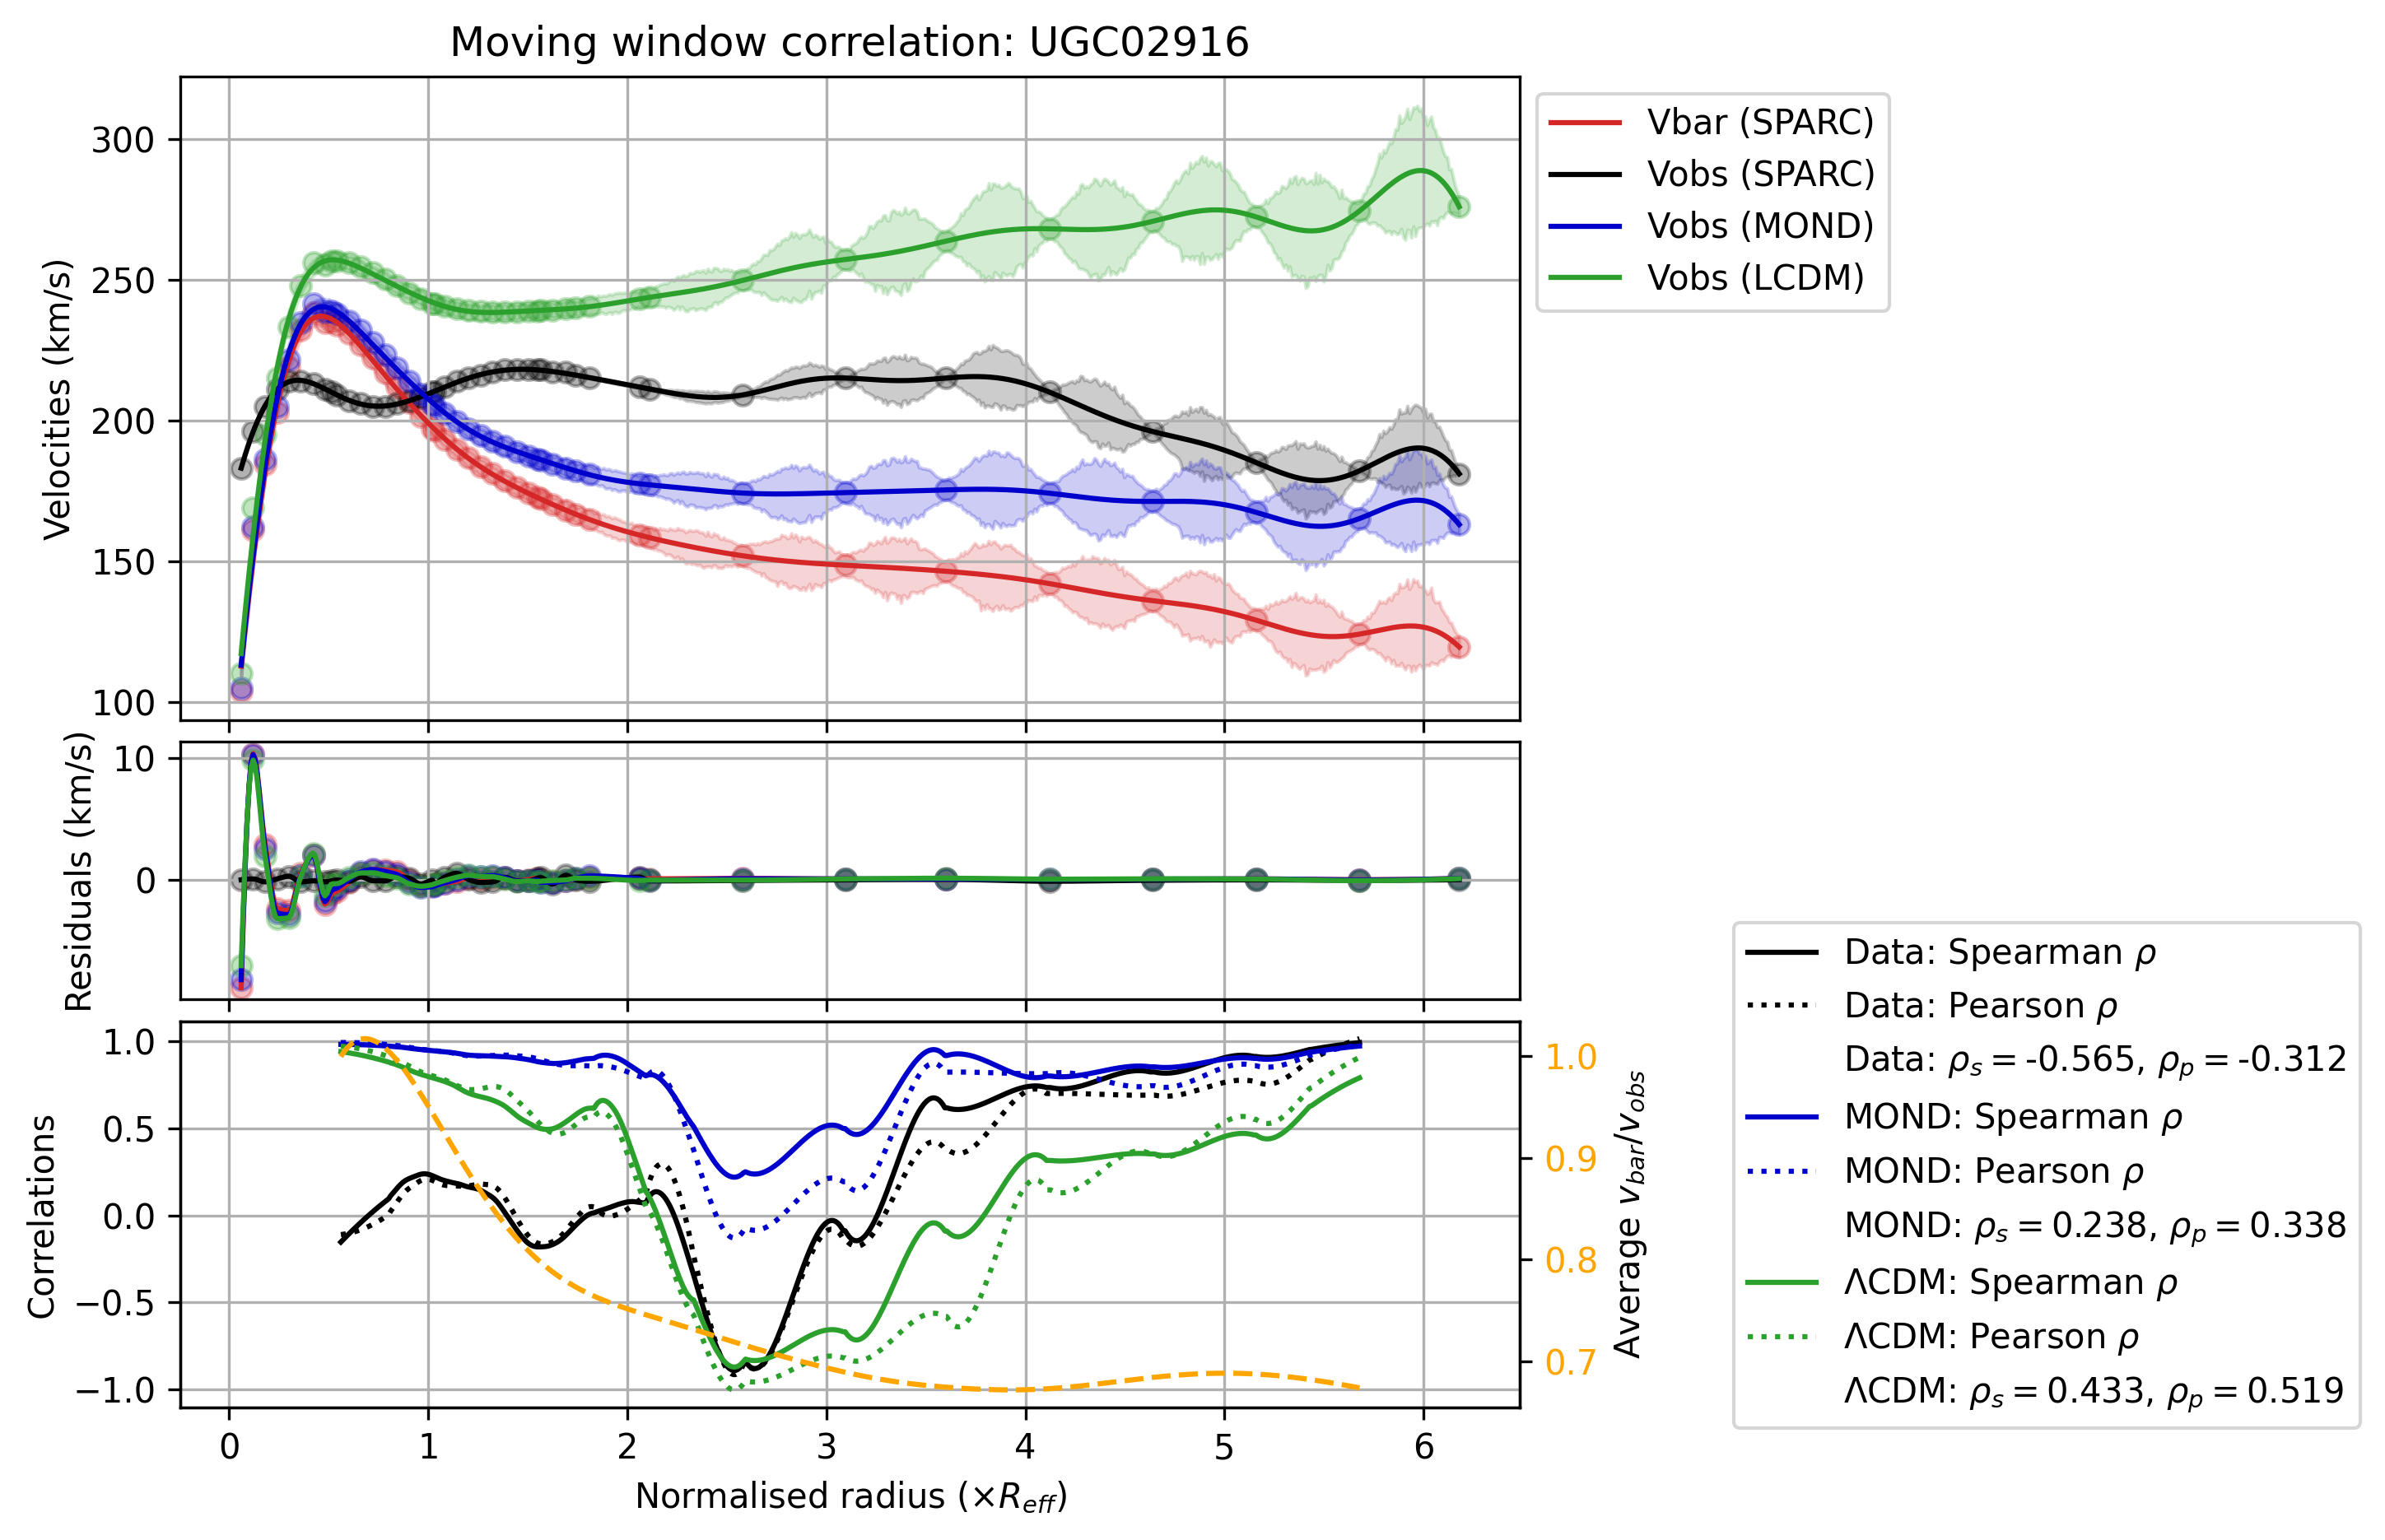 Moving window correlation: UGC02916
300
250
200
150
100
Velocities (km/s)
Vbar (SPARC)
Vobs (SPARC)
Vobs (MOND)
Vobs (LCDM)
10
0
Residuals (km/s)
1.0
0.5
0.0
−0.5
−1.0
Correlations
1.0
0.9
0.8
0.7
Average v_bar/v_obs
0 1 2 3 4 5 6
Normalised radius (×R_eff)
Data: Spearman ρ
Data: Pearson ρ
Data: ρ_s = -0.565, ρ_p = -0.312
MOND: Spearman ρ
MOND: Pearson ρ
MOND: ρ_s = 0.238, ρ_p = 0.338
ΛCDM: Spearman ρ
ΛCDM: Pearson ρ
ΛCDM: ρ_s = 0.433, ρ_p = 0.519